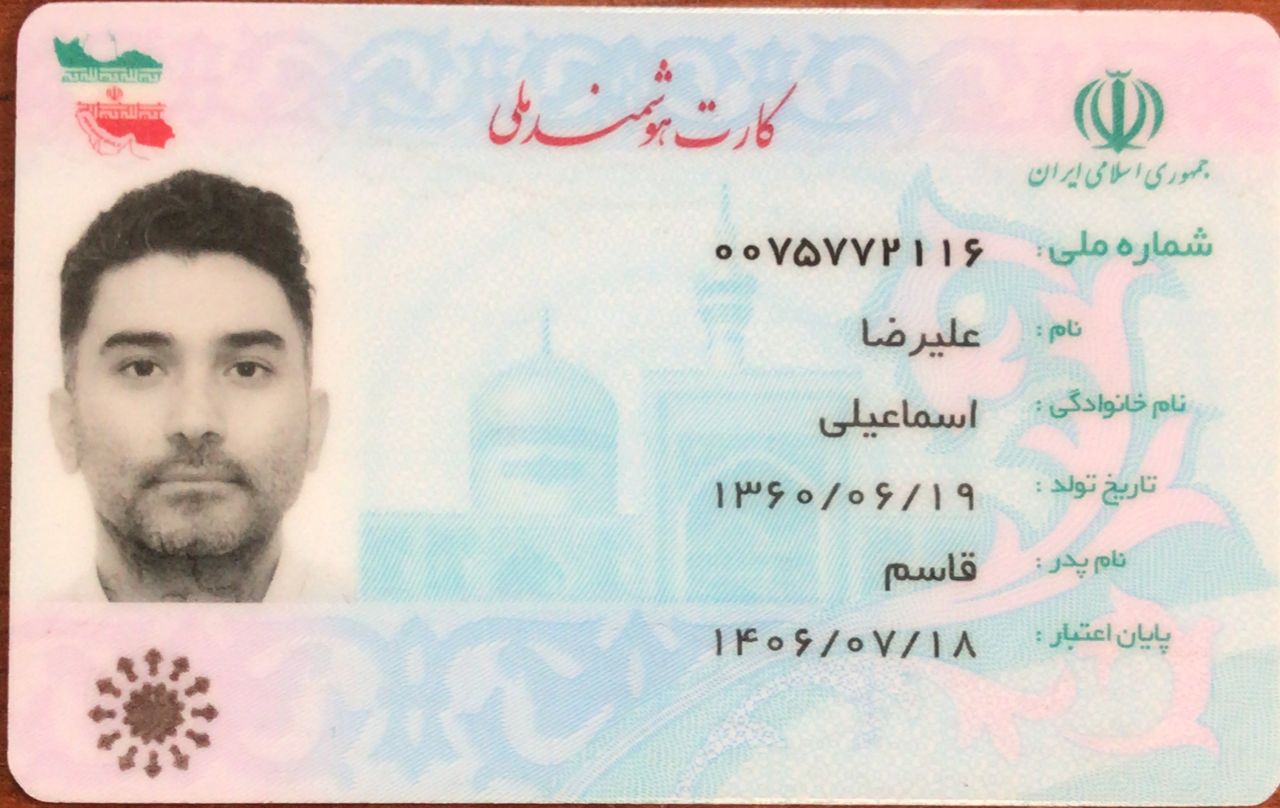 کارت هوشمند ملی
جمهوری اسلامی ایران
شماره ملی: ۰۰۷۵۷۷۲۱۱۶
نام : علیرضا
نام خانوادگی : اسماعیلی
تاریخ تولد : ۱۳۶۰/۰۶/۱۹
نام پدر : قاسم
پایان اعتبار : ۱۴۰۶/۰۷/۱۸